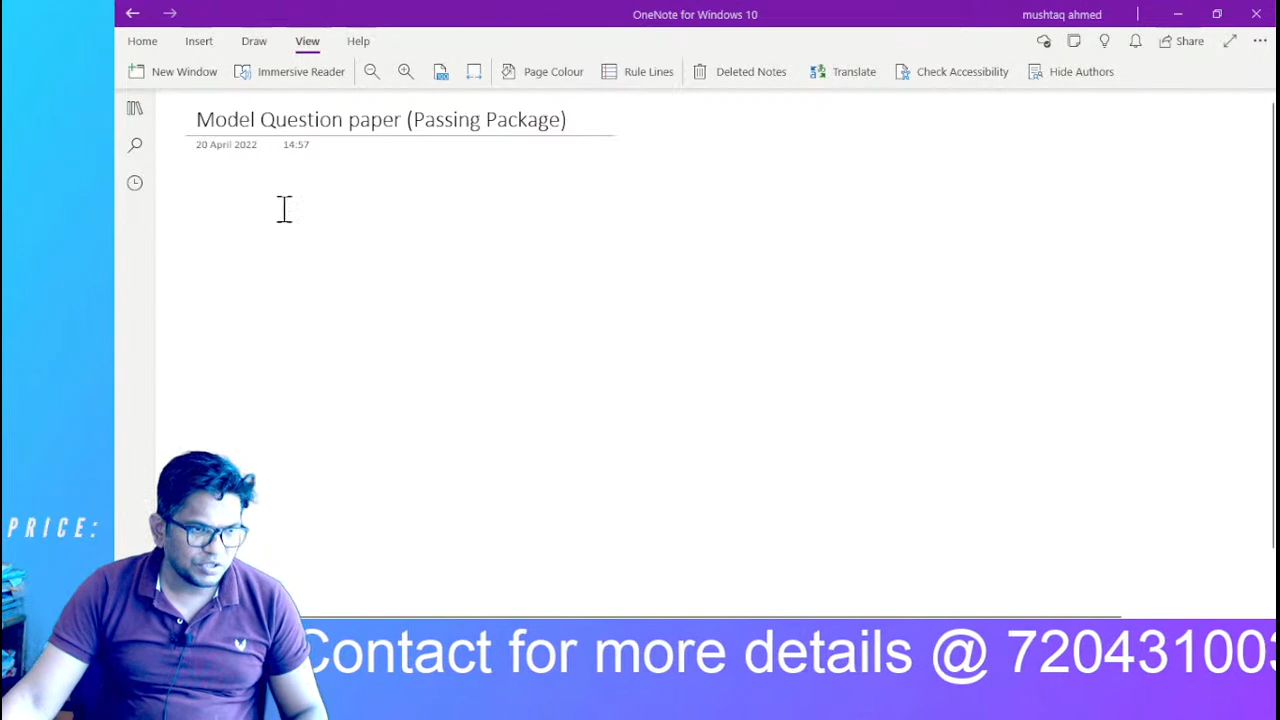 OneNote for Windows 10
mushtaq ahmed
Home Insert Draw View Help Share
New Window Immersive Reader Page Colour Rule Lines Deleted Notes Translate Check Accessibility Hide Authors
Model Question paper (Passing Package)
20 April 2022 14:57
PRICE:
Contact for more details @ 720431003